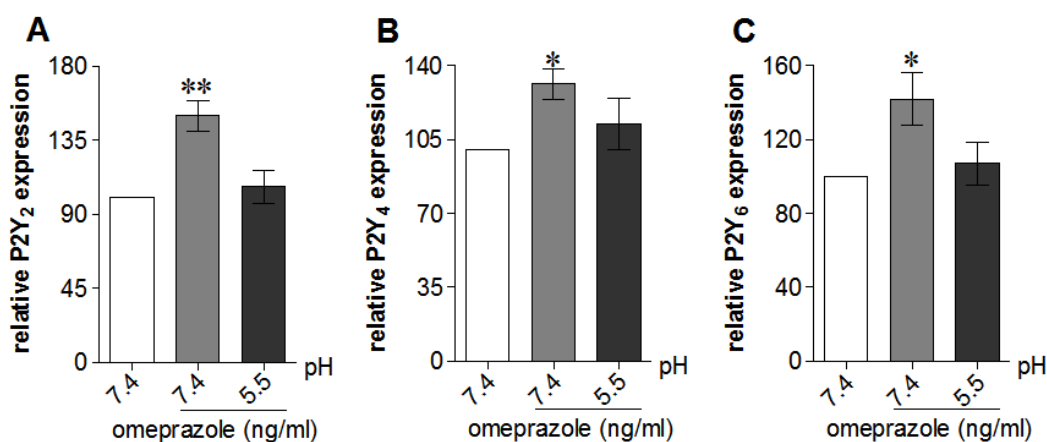 A
relative P2Y2 expression
180
135
90
45
0
**
7.4
7.4
5.5
pH
omeprazole (ng/ml)
B
relative P2Y4 expression
140
105
70
35
0
*
7.4
7.4
5.5
pH
omeprazole (ng/ml)
C
relative P2Y6 expression
160
120
80
40
0
*
7.4
7.4
5.5
pH
omeprazole (ng/ml)